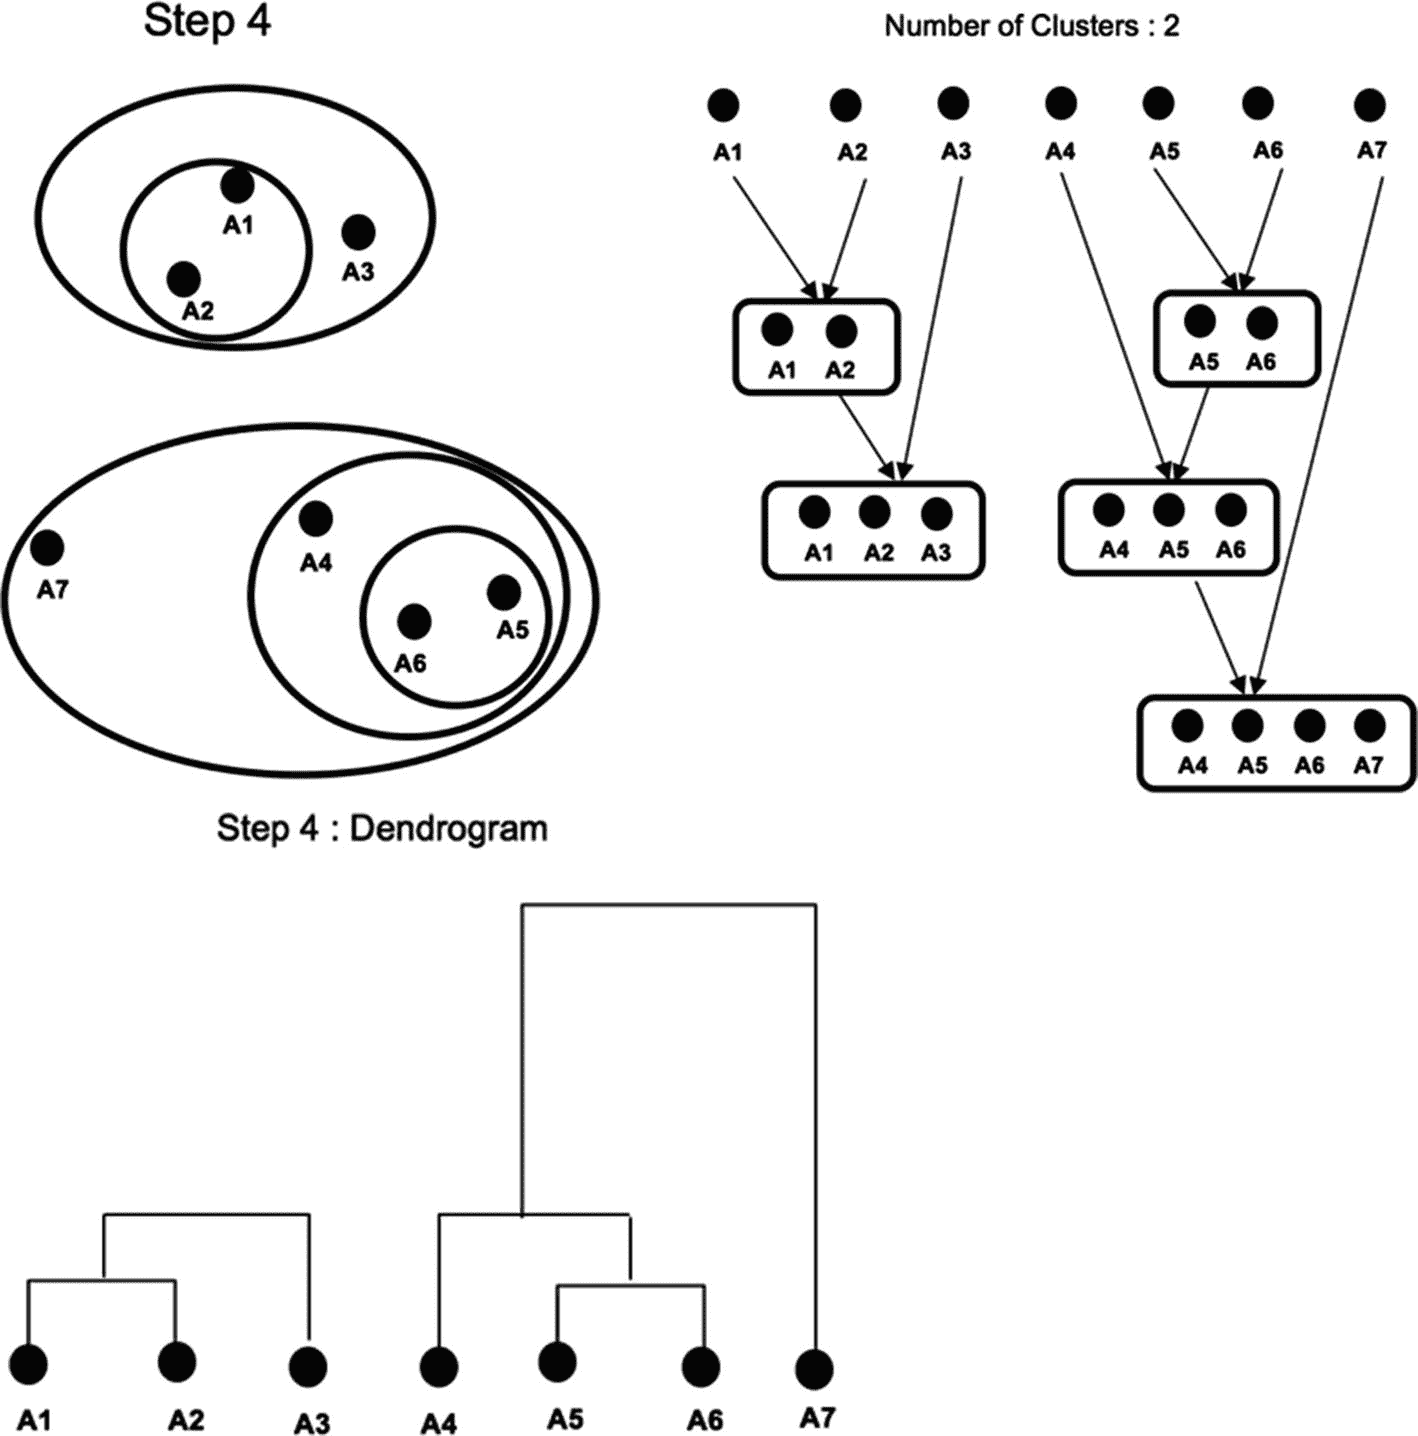 Step 4
A1
A3
A2
A7
A4
A5
A6
Number of Clusters : 2
A1 A2 A3 A4 A5 A6 A7
A1 A2
A5 A6
A1 A2 A3
A4 A5 A6
A4 A5 A6 A7
Step 4 : Dendrogram
A1 A2 A3 A4 A5 A6 A7